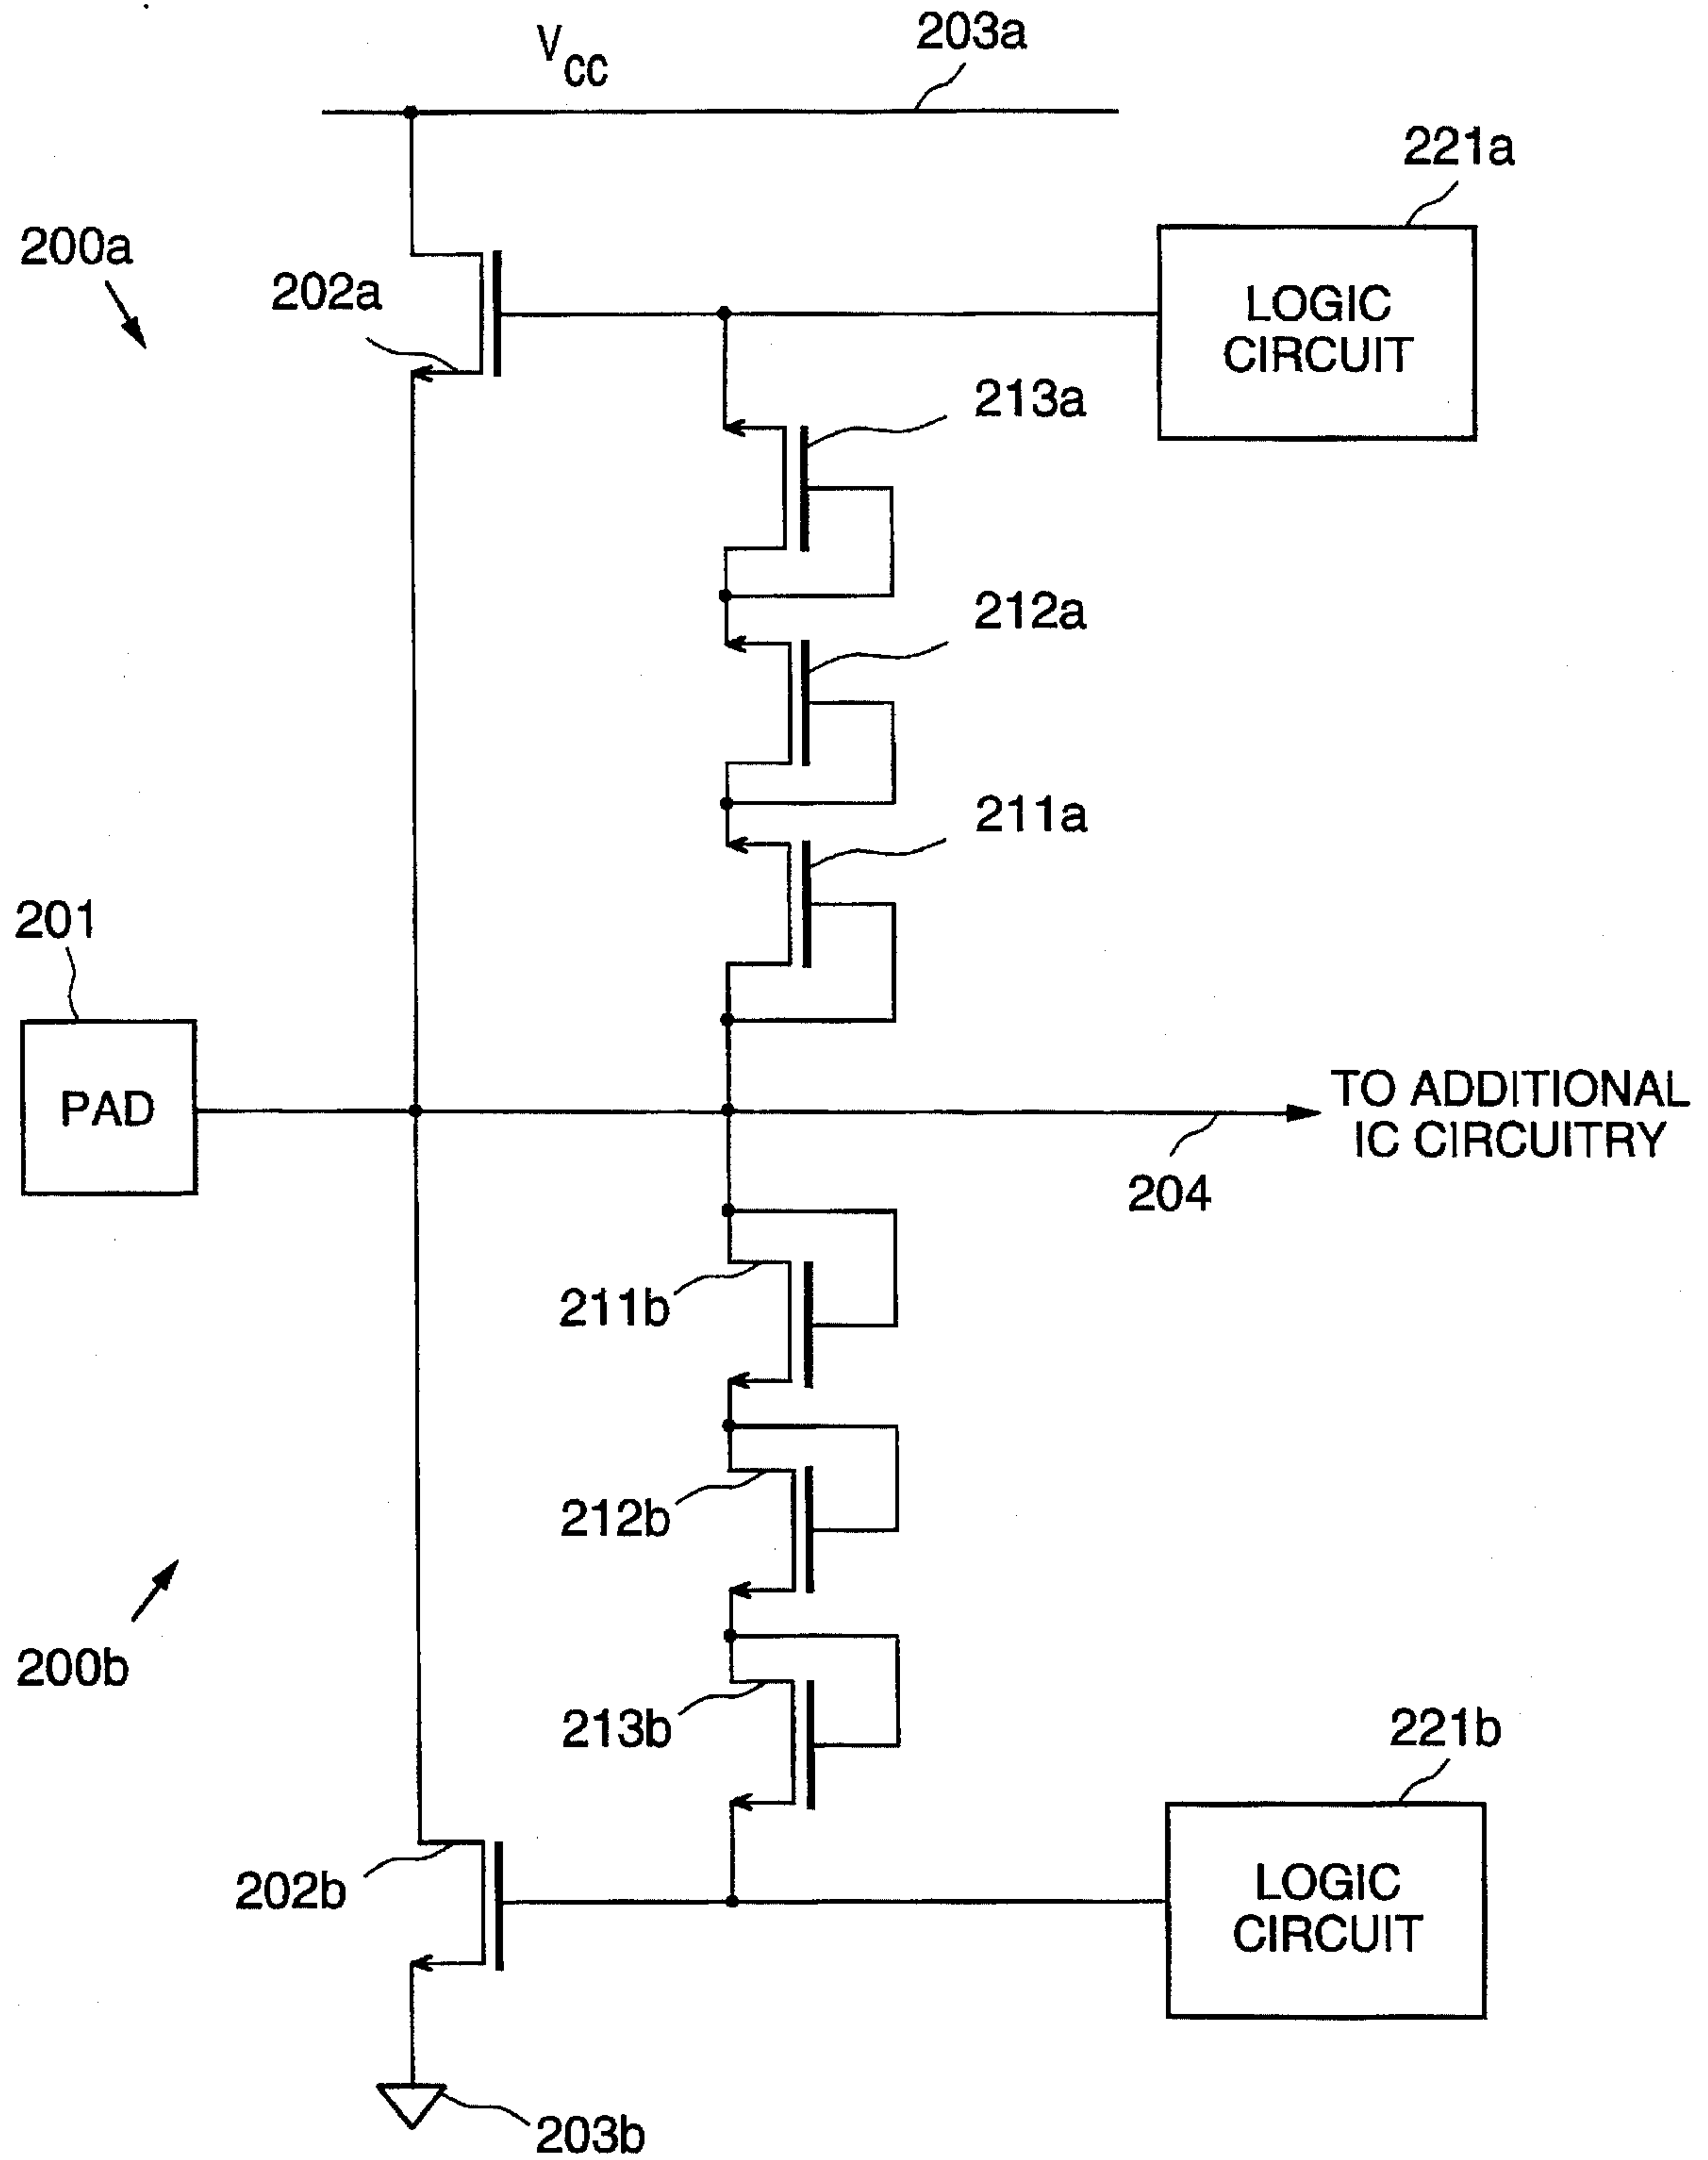 VCC
203a
221a
200a
202a
LOGIC
CIRCUIT
213a
212a
211a
201
PAD
TO ADDITIONAL
IC CIRCUITRY
204
211b
212b
200b
213b
221b
202b
LOGIC
CIRCUIT
203b